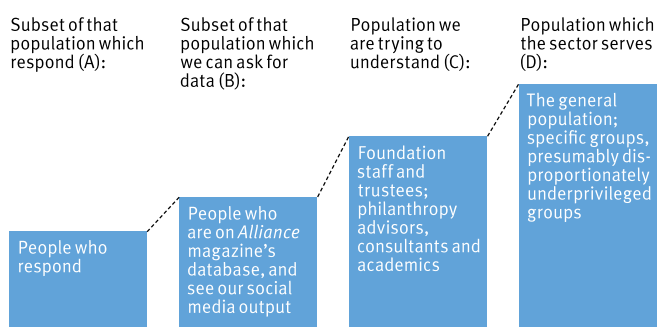 Subset of that
population which
respond (A):
Subset of that
population which
we can ask for
data (B):
Population we
are trying to
understand (C):
Population which
the sector serves
(D):
People who
respond
People who
are on Alliance
magazine’s
database, and
see our social
media output
Foundation
staff and
trustees;
philanthropy
advisors,
consultants and
academics
The general
population;
specific groups,
presumably dis-
proportionately
underprivileged
groups